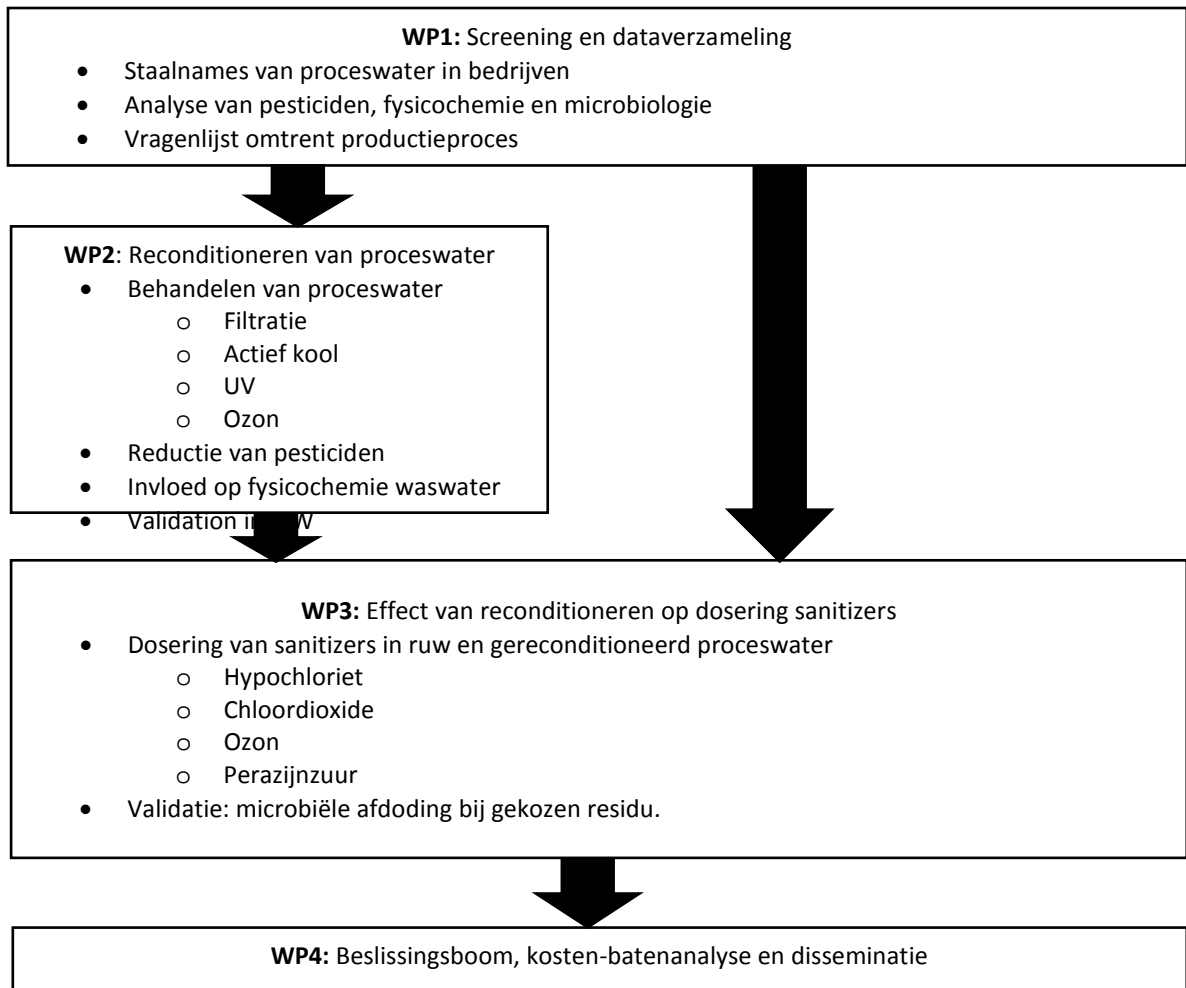 WP1: Screening en dataverzameling
• Staalnames van proceswater in bedrijven
• Analyse van pesticiden, fysicochemie en microbiologie
• Vragenlijst omtrent productieproces
WP2: Reconditioneren van proceswater
• Behandelen van proceswater
o Filtratie
o Actief kool
o UV
o Ozon
• Reductie van pesticiden
• Invloed op fysicochemie waswater
• Validation
WP3: Effect van reconditioneren op dosering sanitizers
• Dosering van sanitizers in ruw en gereconditioneerd proceswater
o Hypochloriet
o Chloordioxide
o Ozon
o Perazijnzuur
• Validatie: microbiële afdoding bij gekozen residu.
WP4: Beslissingsboom, kosten-batenanalyse en disseminatie